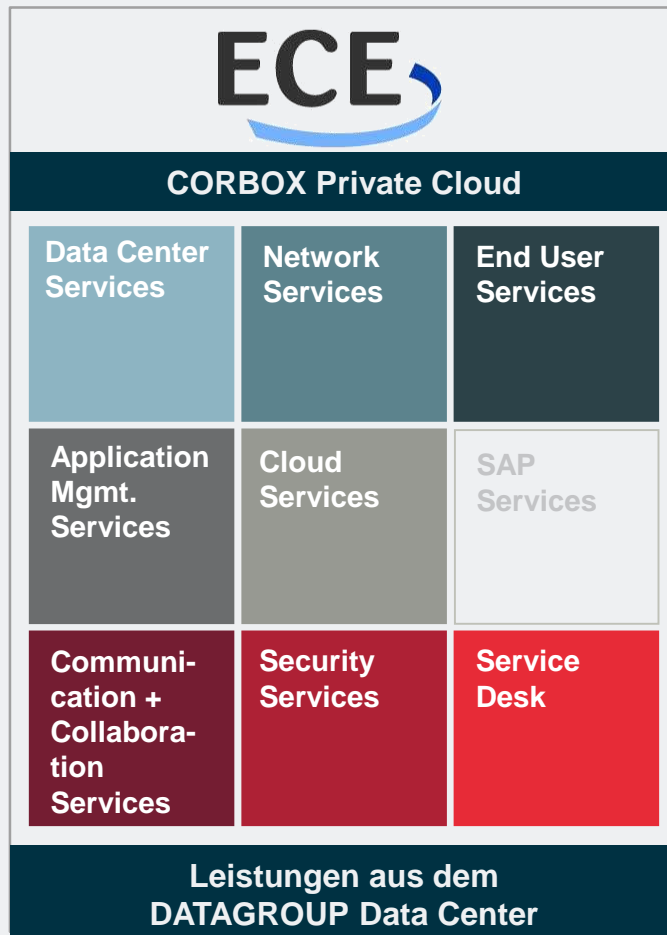 ECE
CORBOX Private Cloud
Data Center
Services
Network
Services
End User
Services
Application
Mgmt.
Services
Cloud
Services
SAP
Services
Communi-
cation +
Collabora-
tion
Services
Security
Services
Service
Desk
Leistungen aus dem
DATAGROUP Data Center